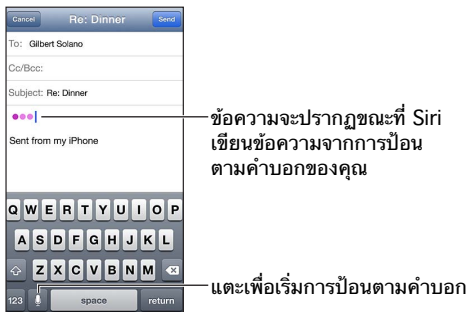 Cancel Re: Dinner Send
To: Gilbert Solano
Cc/Bcc:
Subject: Re: Dinner
Sent from my iPhone
ข้อความจะปรากฏขณะที่ Siri
เขียนข้อความจากการป้อน
ตามคำบอกของคุณ
Q W E R T Y U I O P
A S D F G H J K L
Z X C V B N M
123 space return
แตะเพื่อเริ่มการป้อนตามคำบอก